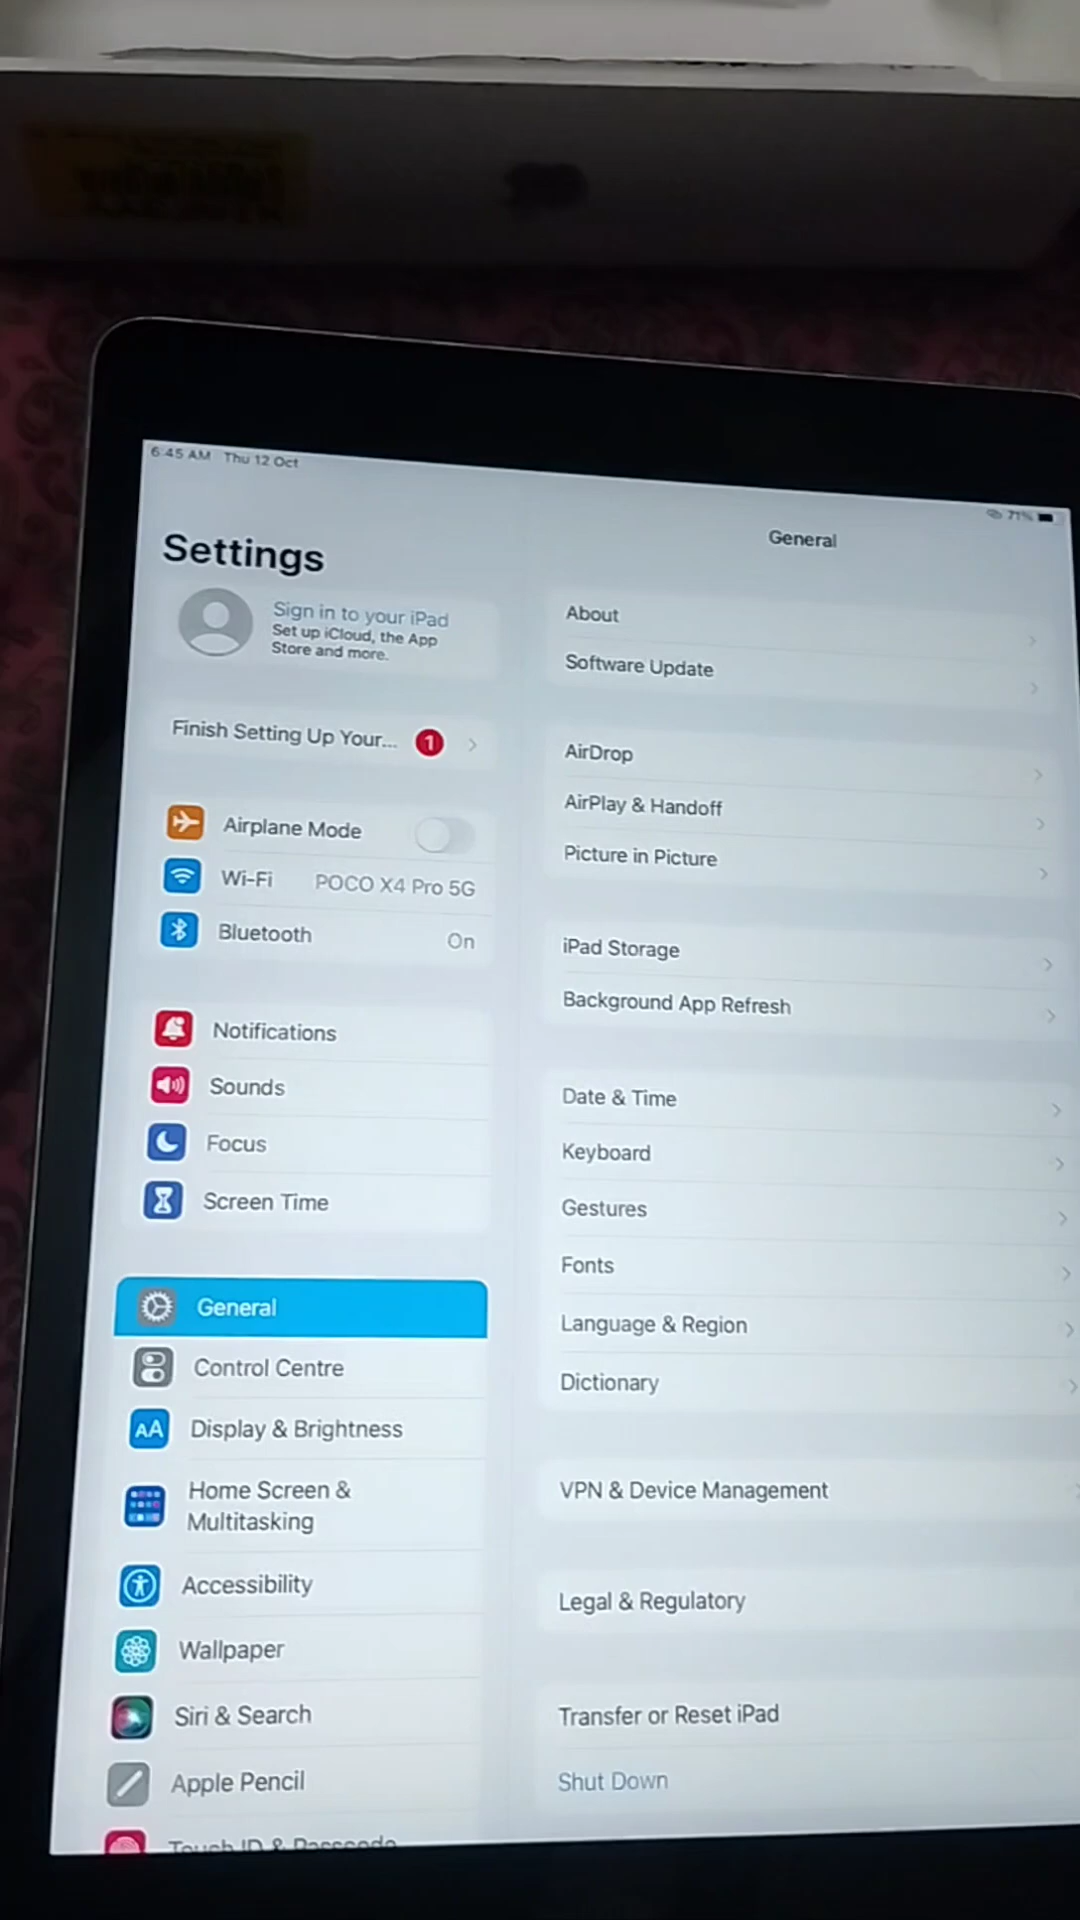 6:45 AM Thu 12 Oct
71%
Settings
General
Sign in to your iPad
Set up iCloud, the App
Store and more.
Finish Setting Up Your... 1
Airplane Mode
Wi-Fi POCO X4 Pro 5G
Bluetooth On
Notifications
Sounds
Focus
Screen Time
General
Control Centre
Display & Brightness
Home Screen &
Multitasking
Accessibility
Wallpaper
Siri & Search
Apple Pencil
Touch ID & Passcode
About
Software Update
AirDrop
AirPlay & Handoff
Picture in Picture
iPad Storage
Background App Refresh
Date & Time
Keyboard
Gestures
Fonts
Language & Region
Dictionary
VPN & Device Management
Legal & Regulatory
Transfer or Reset iPad
Shut Down